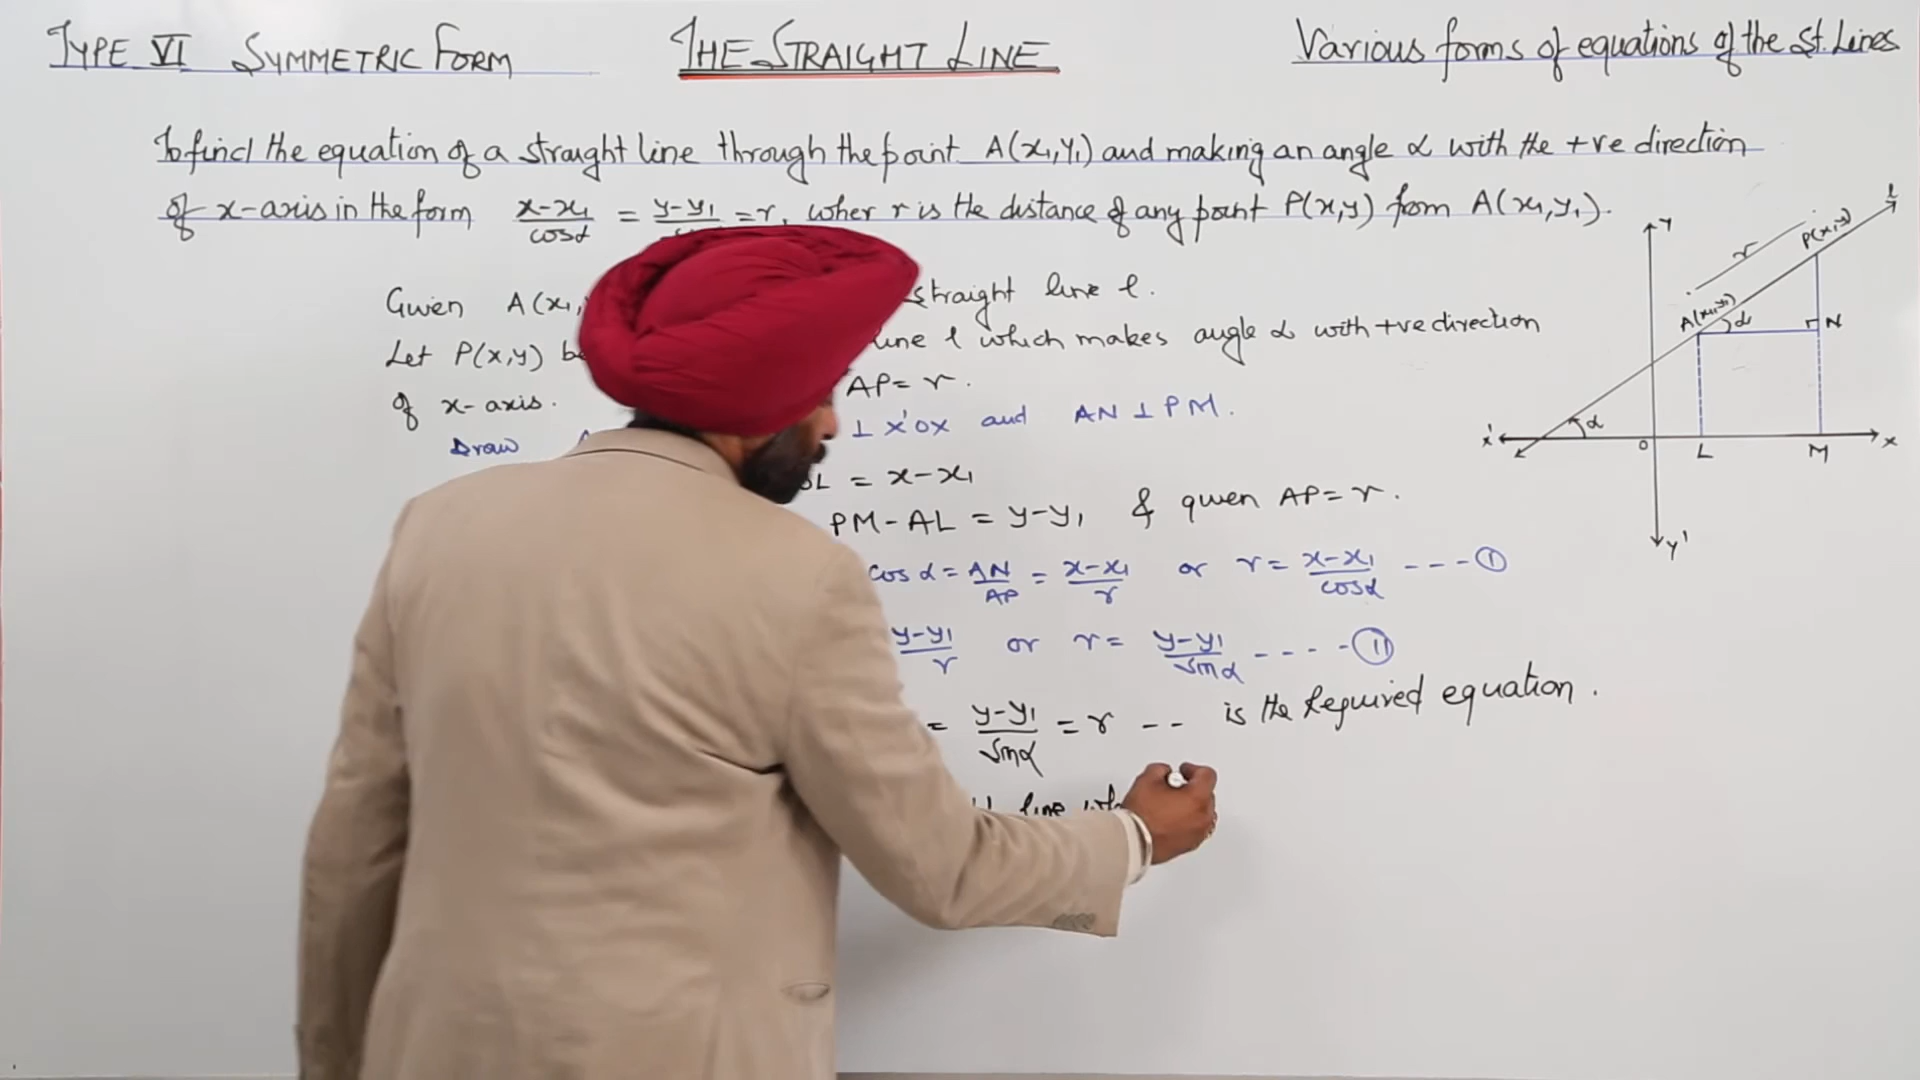 TYPE VI SYMMETRIC FORM
THE STRAIGHT LINE
Various forms of equations of the St. Lines
To find the equation of a straight line through the point A(x₁,y₁) and making an angle α with the +ve direction
of x-axis in the form x-x₁/cosα = y-y₁ = r, wher r is the distance of any point P(x,y) from A(x₁,y₁).
Given A(x₁, straight line l.
Let P(x,y) be line l which makes angle α with +ve direction
of x-axis. AP = r.
Draw ⊥ X'OX and AN ⊥ PM.
OL = x-x₁
PM-AL = y-y₁ & given AP = r.
cos α = AN/AP = x-x₁/r or r = x-x₁/cosα ---- (I)
y-y₁/r or r = y-y₁/sinα ----- (II)
= y-y₁/sinα = r -- is the Required equation.
line
Y
l
P(x,y)
r
A(x₁,y₁)
α
N
α
X'
O
L
M
X
Y'